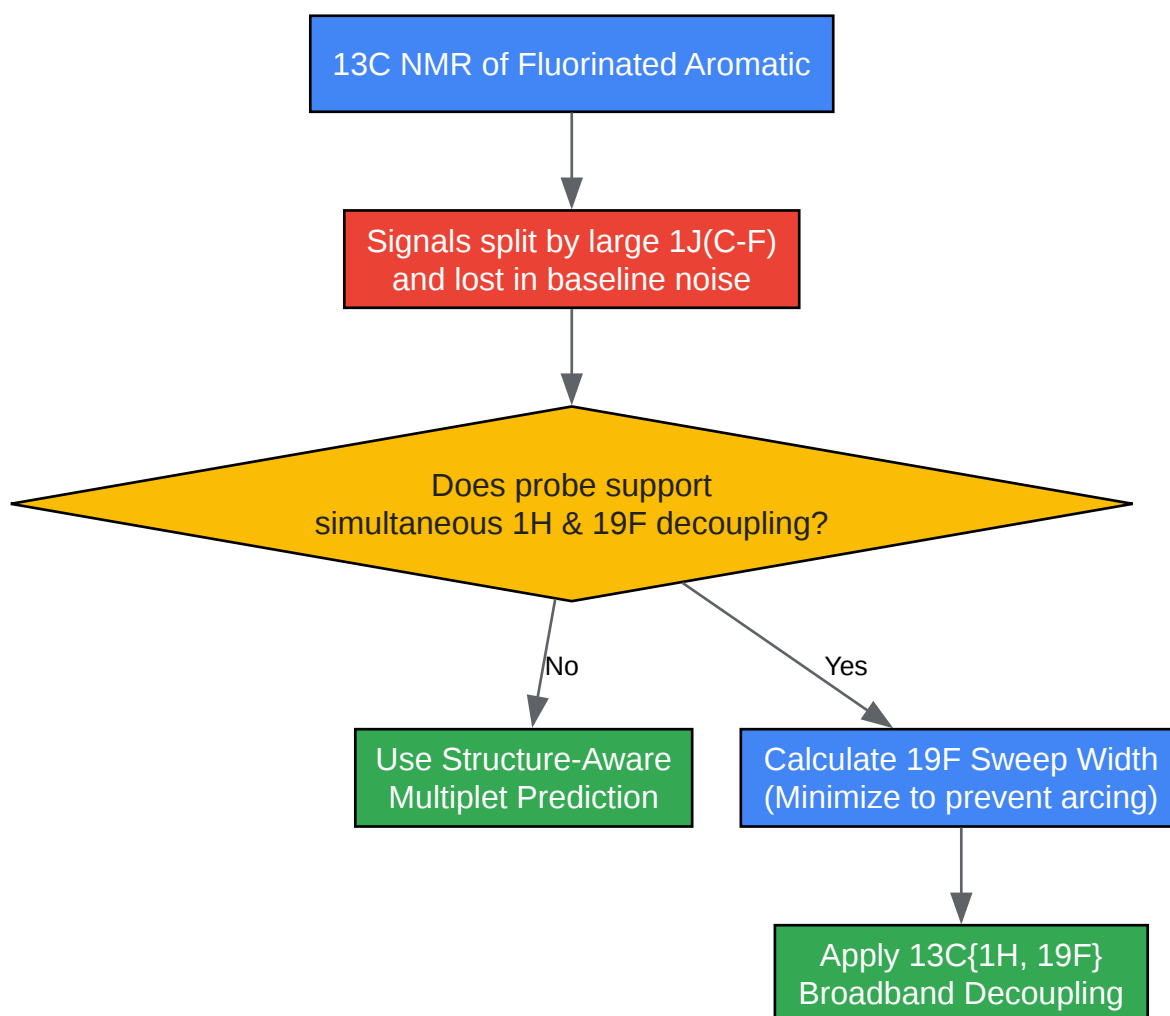 13C NMR of Fluorinated Aromatic
Signals split by large 1J(C-F)
and lost in baseline noise
Does probe support
simultaneous 1H & 19F decoupling?
No
Yes
Use Structure-Aware
Multiplet Prediction
Calculate 19F Sweep Width
(Minimize to prevent arcing)
Apply 13C{1H, 19F}
Broadband Decoupling